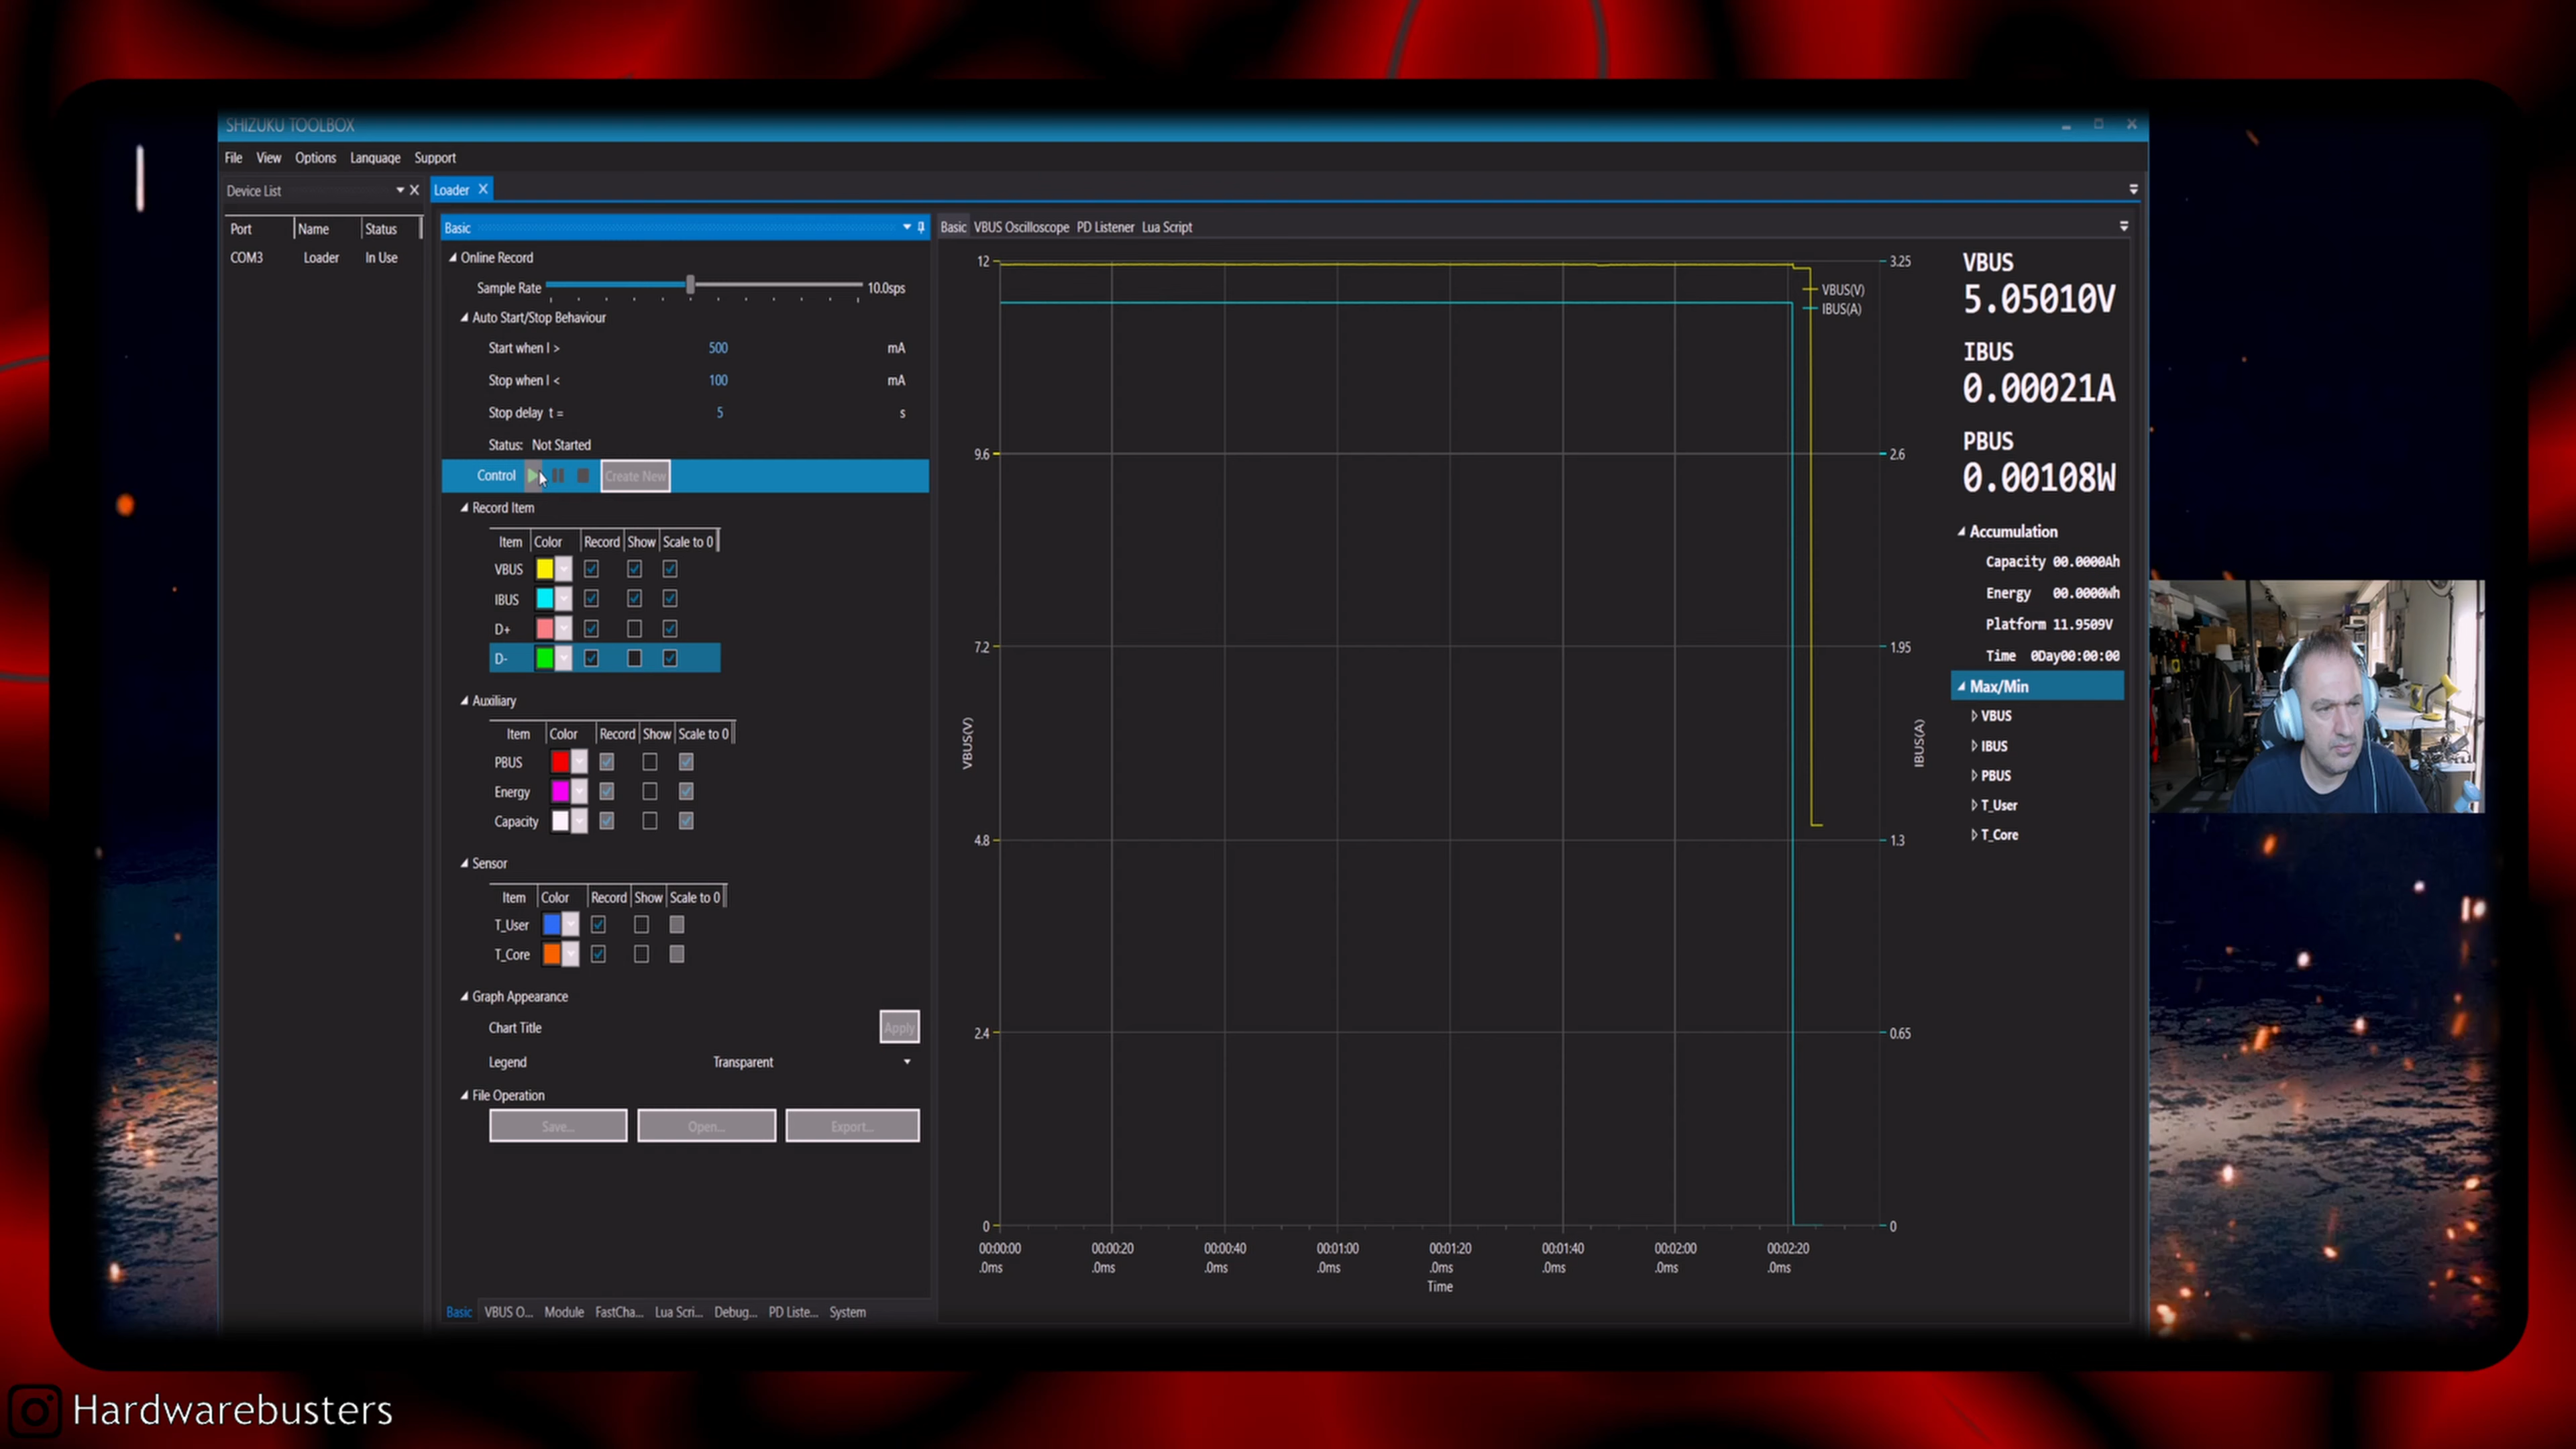 SHIZUKU TOOLBOX
File View Options Language Support
Device List
Port Name Status
COM3 Loader In Use
Loader
Basic
Online Record
Sample Rate 10.0sps
Auto Start/Stop Behaviour
Start when I > 500 mA
Stop when I < 100 mA
Stop delay t = 5 s
Status: Not Started
Control Create New
Record Item
Item Color Record Show Scale to 0
VBUS
IBUS
D+
D-
Auxiliary
Item Color Record Show Scale to 0
PBUS
Energy
Capacity
Sensor
Item Color Record Show Scale to 0
T_User
T_Core
Graph Appearance
Chart Title Apply
Legend Transparent
File Operation
Save... Open... Export...
Basic VBUS O... Module FastCha... Lua Scri... Debug... PD Liste... System
Basic VBUS Oscilloscope PD Listener Lua Script
12
9.6
7.2
4.8
2.4
0
VBUS(V)
VBUS(V)
IBUS(A)
3.25
2.6
1.95
1.3
0.65
0
IBUS(A)
00:00:00 00:00:20 00:00:40 00:01:00 00:01:20 00:01:40 00:02:00 00:02:20
.0ms .0ms .0ms .0ms .0ms .0ms .0ms .0ms
Time
VBUS
5.05010V
IBUS
0.00021A
PBUS
0.00108W
Accumulation
Capacity 00.0000Ah
Energy 00.0000Wh
Platform 11.9509V
Time 0Day00:00:00
Max/Min
VBUS
IBUS
PBUS
T_User
T_Core
Hardwarebusters